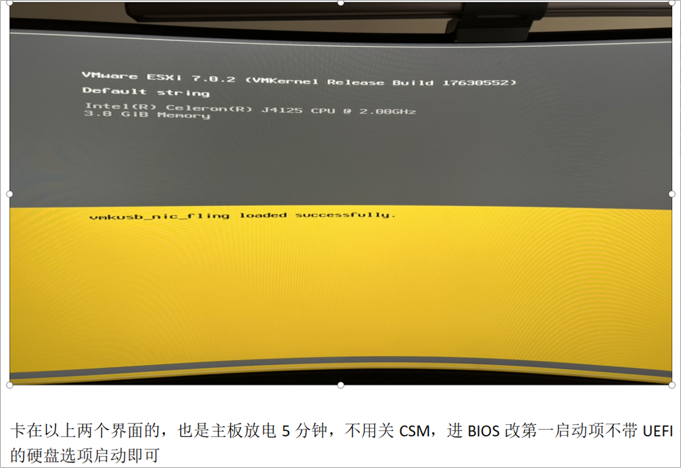 VMware ESXi 7.0.2 (VMKernel Release Build 17630552)
Default string
Intel(R) Celeron(R) J4125 CPU @ 2.00GHz
3.8 GiB Memory
vmkusb_nic_fling loaded successfully.
卡在以上两个界面的，也是主板放电 5 分钟，不用关 CSM，进 BIOS 改第一启动项不带 UEFI
的硬盘选项启动即可